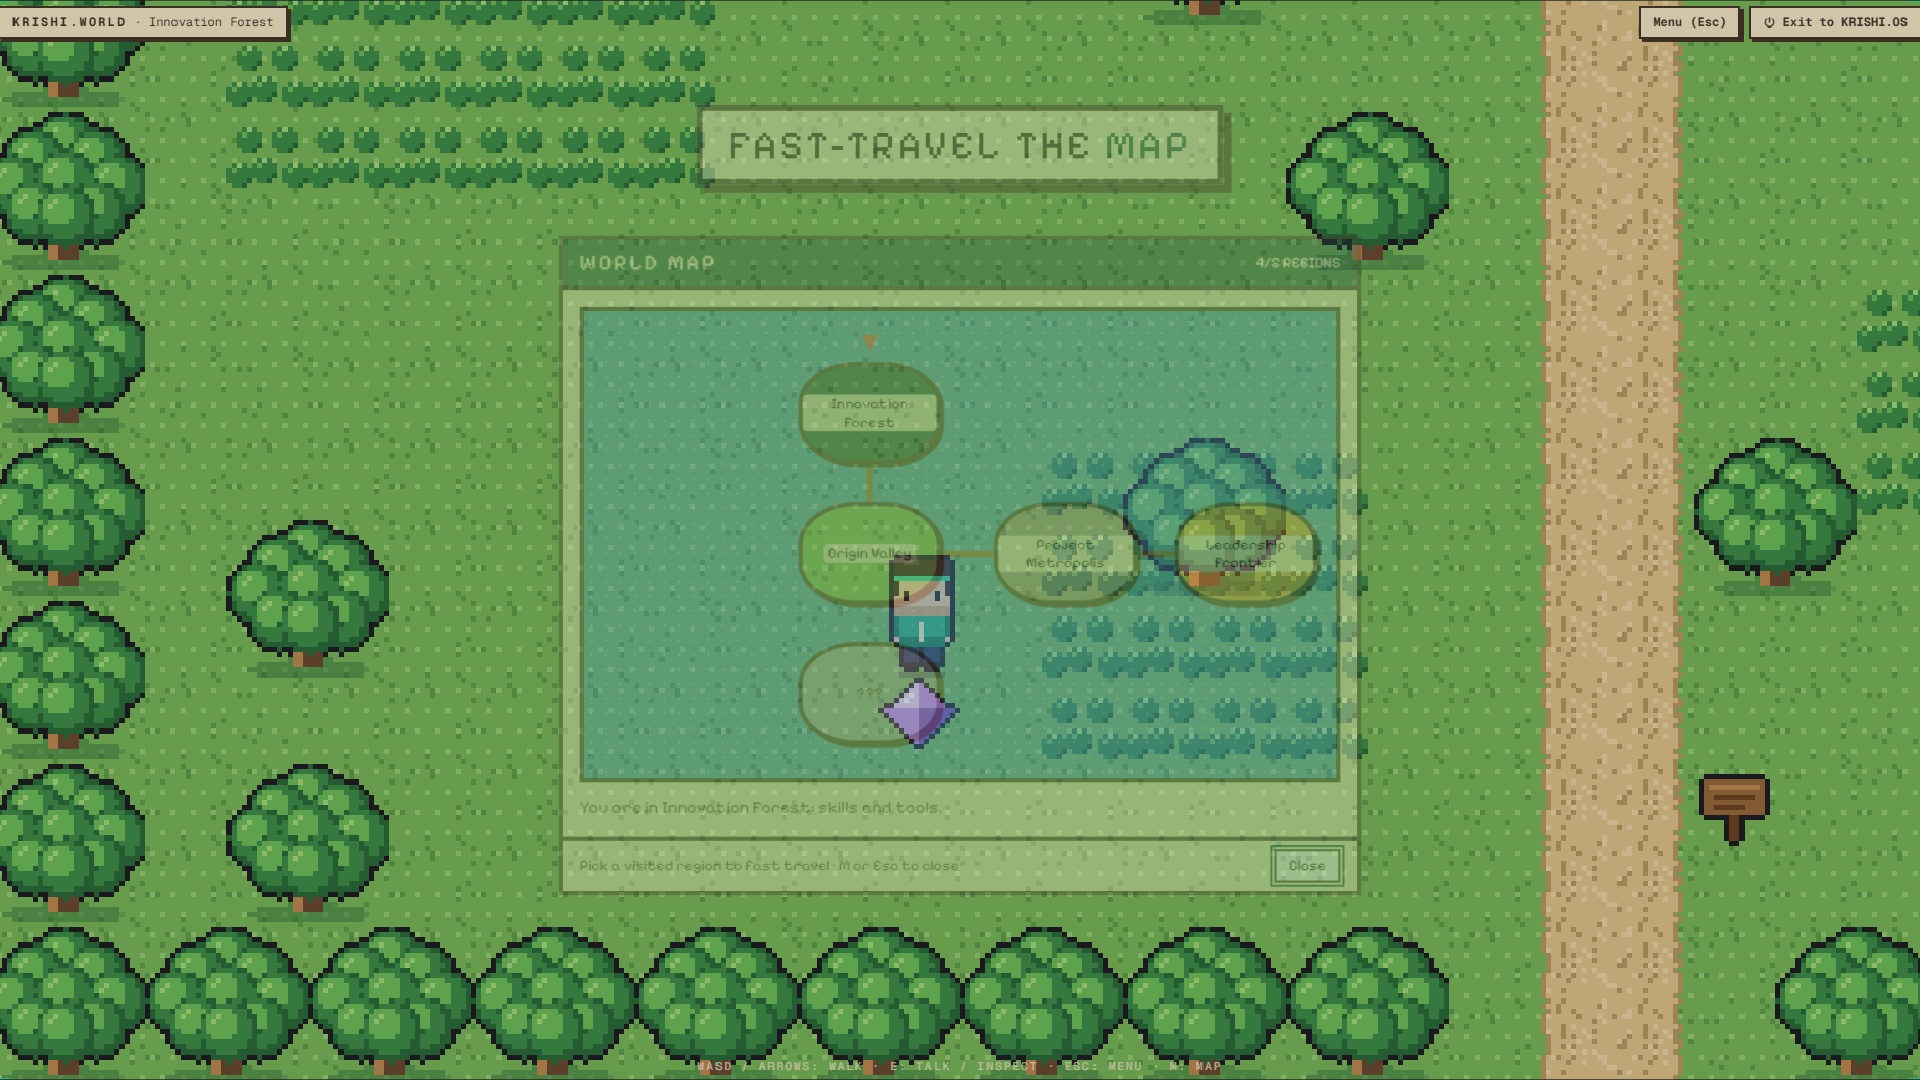 KRISHI.WORLD · Innovation Forest
Menu (Esc)
Exit to KRISHI.OS
FAST-TRAVEL THE MAP
WORLD MAP
4/5 REGIONS
Innovation
Forest
Origin Valley
Project
Metropolis
Leadership
Frontier
???
You are in Innovation Forest: skills and tools.
Pick a visited region to fast travel · M or Esc to close
Close
WASD / ARROWS: WALK · E: TALK / INSPECT · ESC: MENU · M: MAP